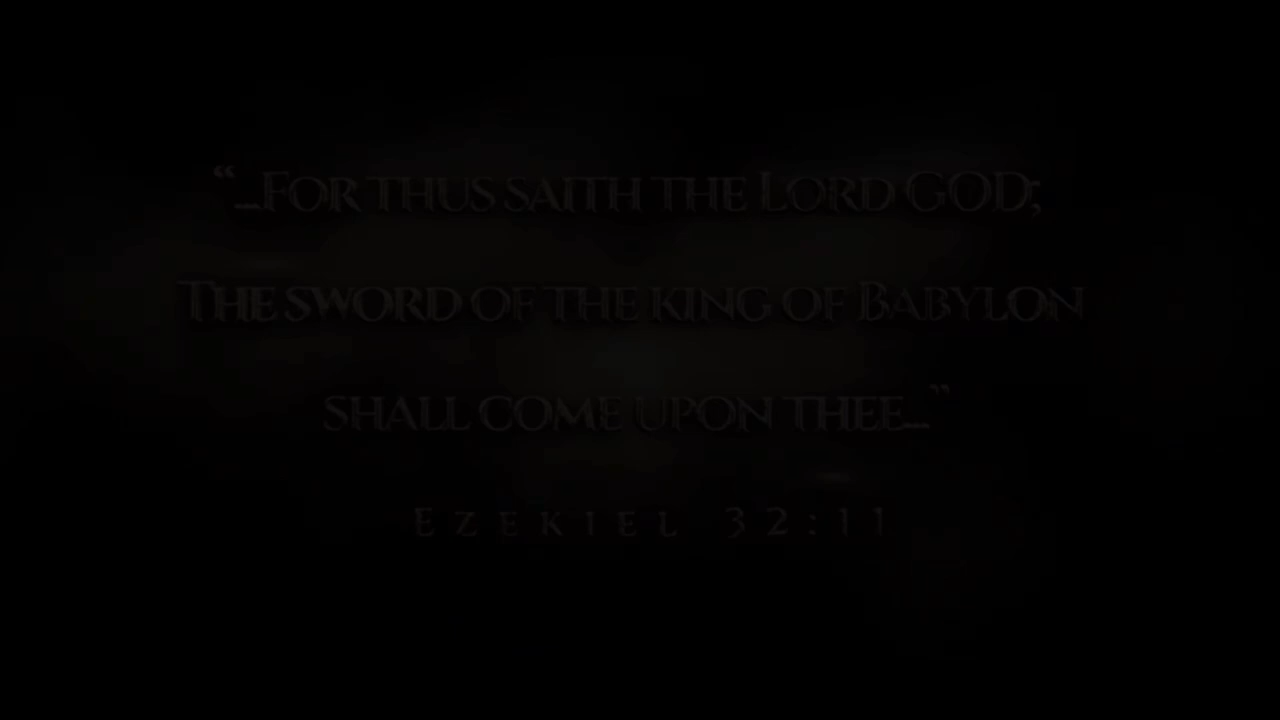 “...For thus saith the Lord GOD;
The sword of the king of Babylon
shall come upon thee...”
Ezekiel 32:11